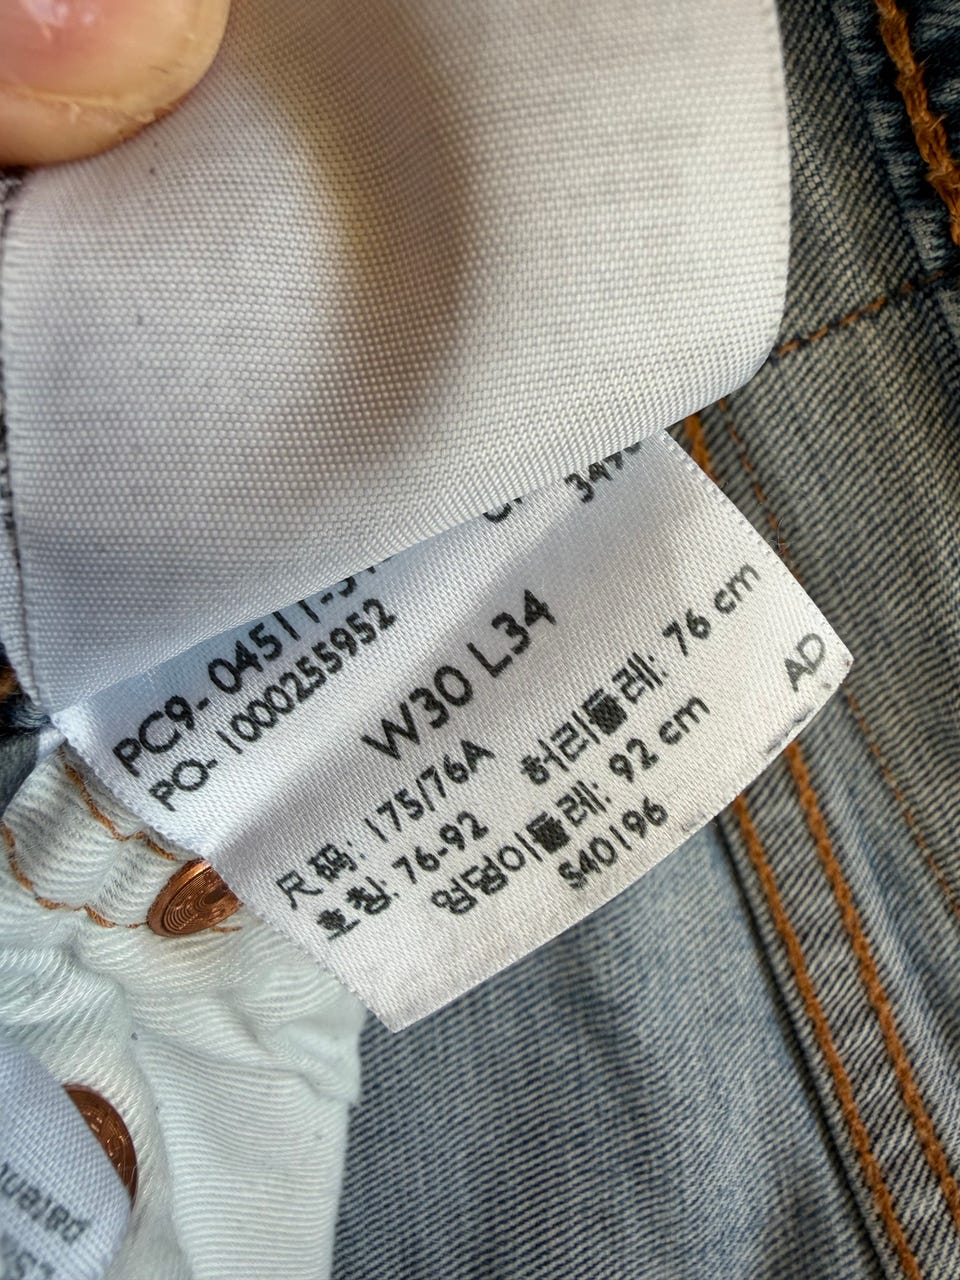 PC9- 04511-
PO- 1000255952
W30 L34
尺码: 175/76A
호칭: 76-92
허리둘레: 76 cm
엉덩이둘레: 92 cm
S40196
AD